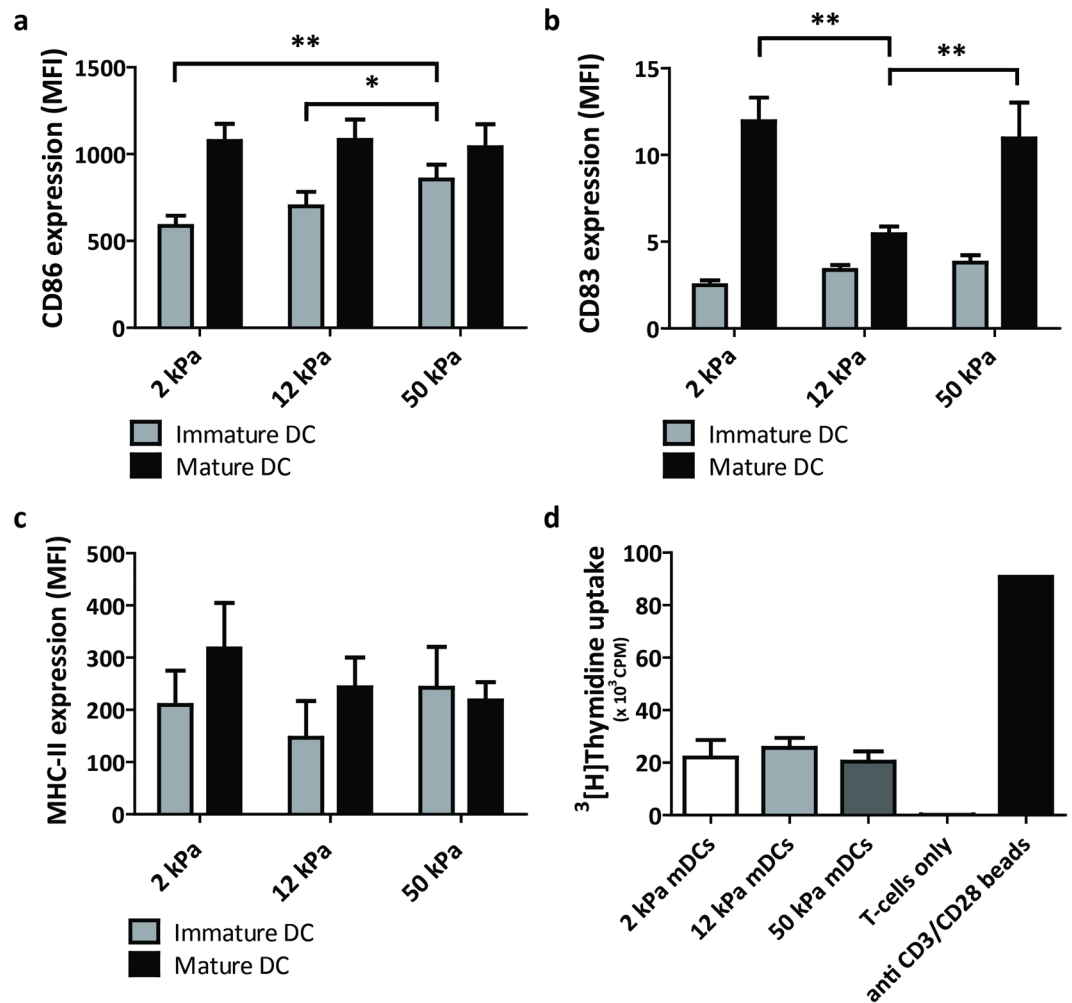 a
**
*
CD86 expression (MFI)
1500
1000
500
0
2 kPa
12 kPa
50 kPa
Immature DC
Mature DC
b
**
**
CD83 expression (MFI)
15
10
5
0
2 kPa
12 kPa
50 kPa
Immature DC
Mature DC
c
MHC-II expression (MFI)
500
400
300
200
100
0
2 kPa
12 kPa
50 kPa
Immature DC
Mature DC
d
³[H]Thymidine uptake
(x 10³ CPM)
100
80
60
40
20
0
2 kPa mDCs
12 kPa mDCs
50 kPa mDCs
T-cells only
anti CD3/CD28 beads